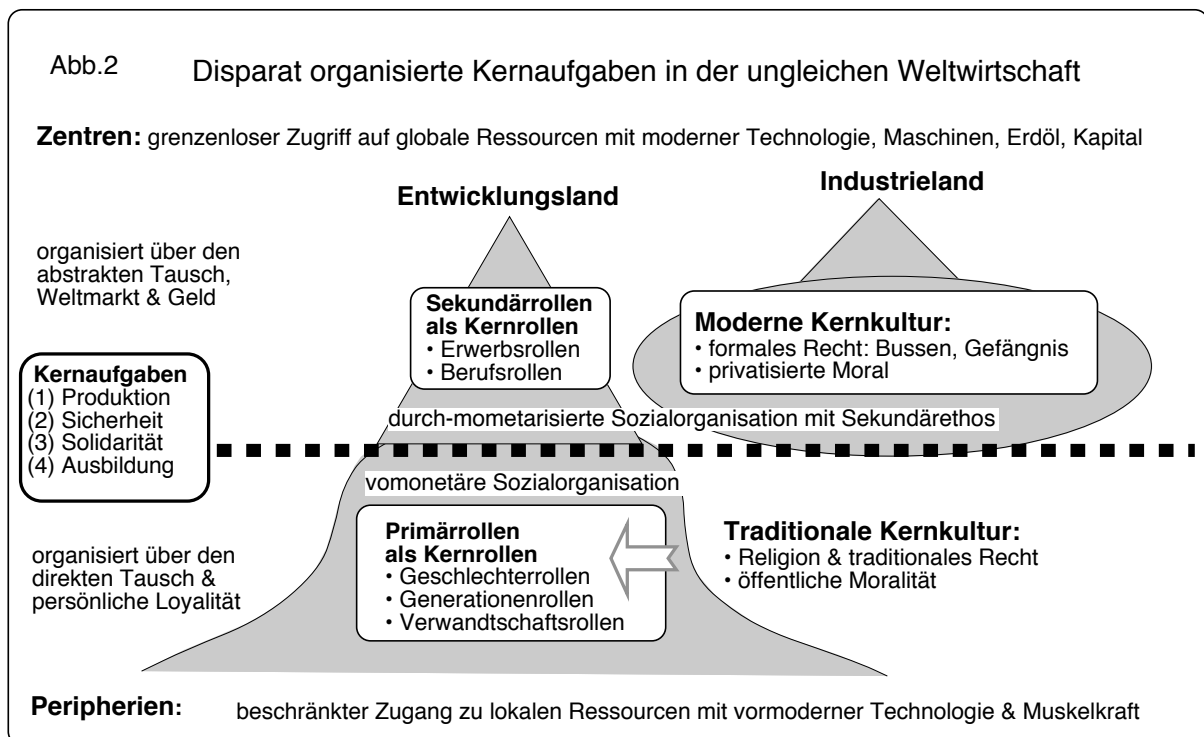 Abb.2 Disparat organisierte Kernaufgaben in der ungleichen Weltwirtschaft
Zentren: grenzenloser Zugriff auf globale Ressourcen mit moderner Technologie, Maschinen, Erdöl, Kapital
Entwicklungsland
Industrieland
organisiert über den
abstrakten Tausch,
Weltmarkt & Geld
Sekundärrollen
als Kernrollen
• Erwerbsrollen
• Berufsrollen
Moderne Kernkultur:
• formales Recht: Bussen, Gefängnis
• privatisierte Moral
Kernaufgaben
(1) Produktion
(2) Sicherheit
(3) Solidarität
(4) Ausbildung
durch-mometarisierte Sozialorganisation mit Sekundärethos
vomonetäre Sozialorganisation
organisiert über den
direkten Tausch &
persönliche Loyalität
Primärrollen
als Kernrollen
• Geschlechterrollen
• Generationenrollen
• Verwandtschaftsrollen
Traditionale Kernkultur:
• Religion & traditionales Recht
• öffentliche Moralität
Peripherien: beschränkter Zugang zu lokalen Ressourcen mit vormoderner Technologie & Muskelkraft